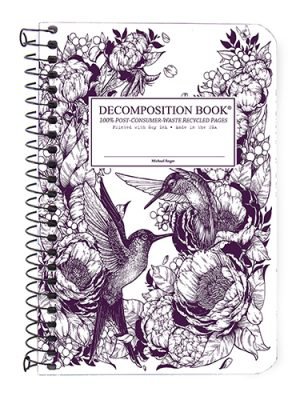 DECOMPOSITION BOOK®
100% POST-CONSUMER-WASTE RECYCLED PAGES
Printed with Soy Ink • Made in the USA
Michael Roger